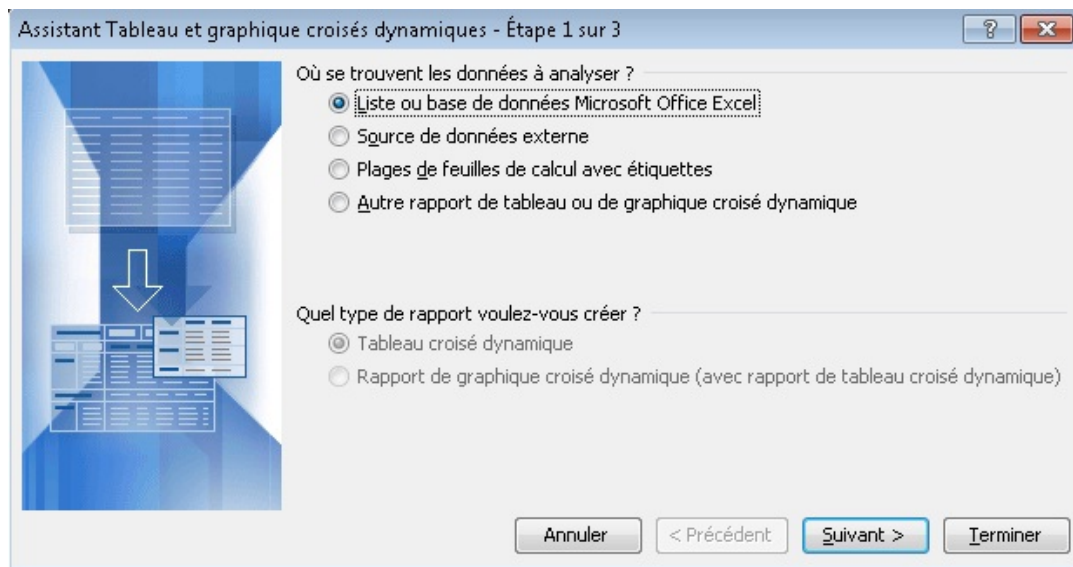 Assistant Tableau et graphique croisés dynamiques - Étape 1 sur 3
Où se trouvent les données à analyser ?
Liste ou base de données Microsoft Office Excel
Source de données externe
Plages de feuilles de calcul avec étiquettes
Autre rapport de tableau ou de graphique croisé dynamique
Quel type de rapport voulez-vous créer ?
Tableau croisé dynamique
Rapport de graphique croisé dynamique (avec rapport de tableau croisé dynamique)
Annuler < Précédent Suivant > Terminer